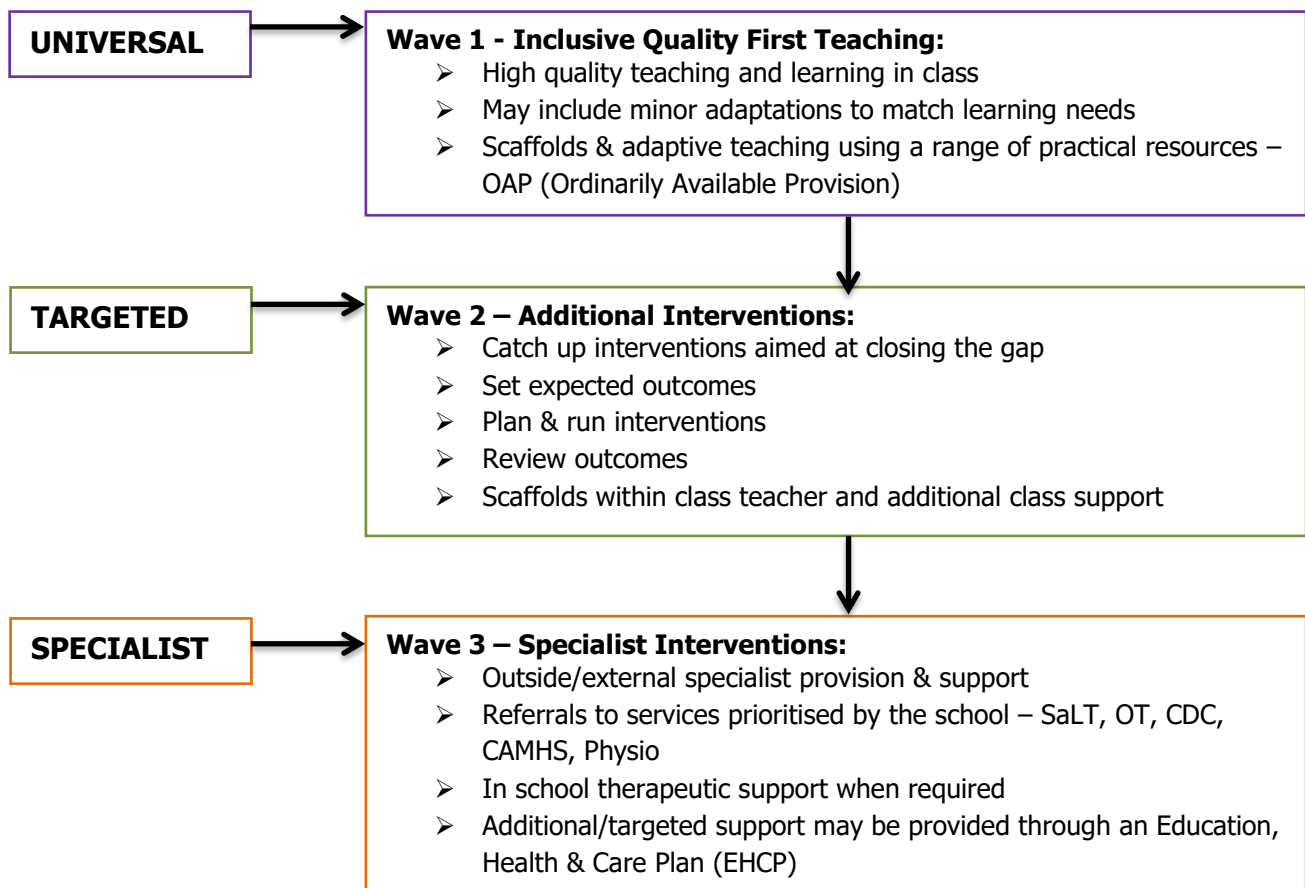 UNIVERSAL
Wave 1 - Inclusive Quality First Teaching:
➢ High quality teaching and learning in class
➢ May include minor adaptations to match learning needs
➢ Scaffolds & adaptive teaching using a range of practical resources –
OAP (Ordinarily Available Provision)
TARGETED
Wave 2 – Additional Interventions:
➢ Catch up interventions aimed at closing the gap
➢ Set expected outcomes
➢ Plan & run interventions
➢ Review outcomes
➢ Scaffolds within class teacher and additional class support
SPECIALIST
Wave 3 – Specialist Interventions:
➢ Outside/external specialist provision & support
➢ Referrals to services prioritised by the school – SaLT, OT, CDC,
CAMHS, Physio
➢ In school therapeutic support when required
➢ Additional/targeted support may be provided through an Education,
Health & Care Plan (EHCP)